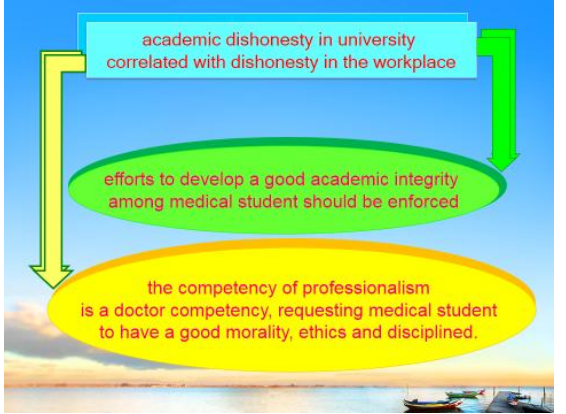 academic dishonesty in university
correlated with dishonesty in the workplace
efforts to develop a good academic integrity
among medical student should be enforced
the competency of professionalism
is a doctor competency, requesting medical student
to have a good morality, ethics and disciplined.